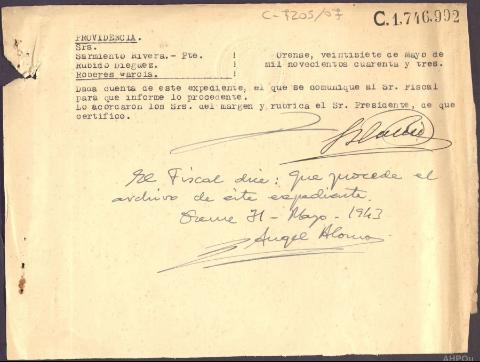 C-7205/57
C.1.746.992
PROVIDENCIA.
Srs.
Sarmiento Rivera.- Pte.
Rubido Dieguez.
Roberes Garcia.
Orense, veintisiete de Mayo de
mil novecientos cuarenta y tres.
Dada cuenta de este expediente, el que se comunique al Sr. Fiscal
para que informe lo procedente.
Lo acordaron los Srs. del margen y rubrica el Sr. Presidente, de que
certifico.
El Fiscal dice: que procede el
archivo de este expediente.
Orense 31 - Mayo - 1943
Angel Alonso
AHPOu